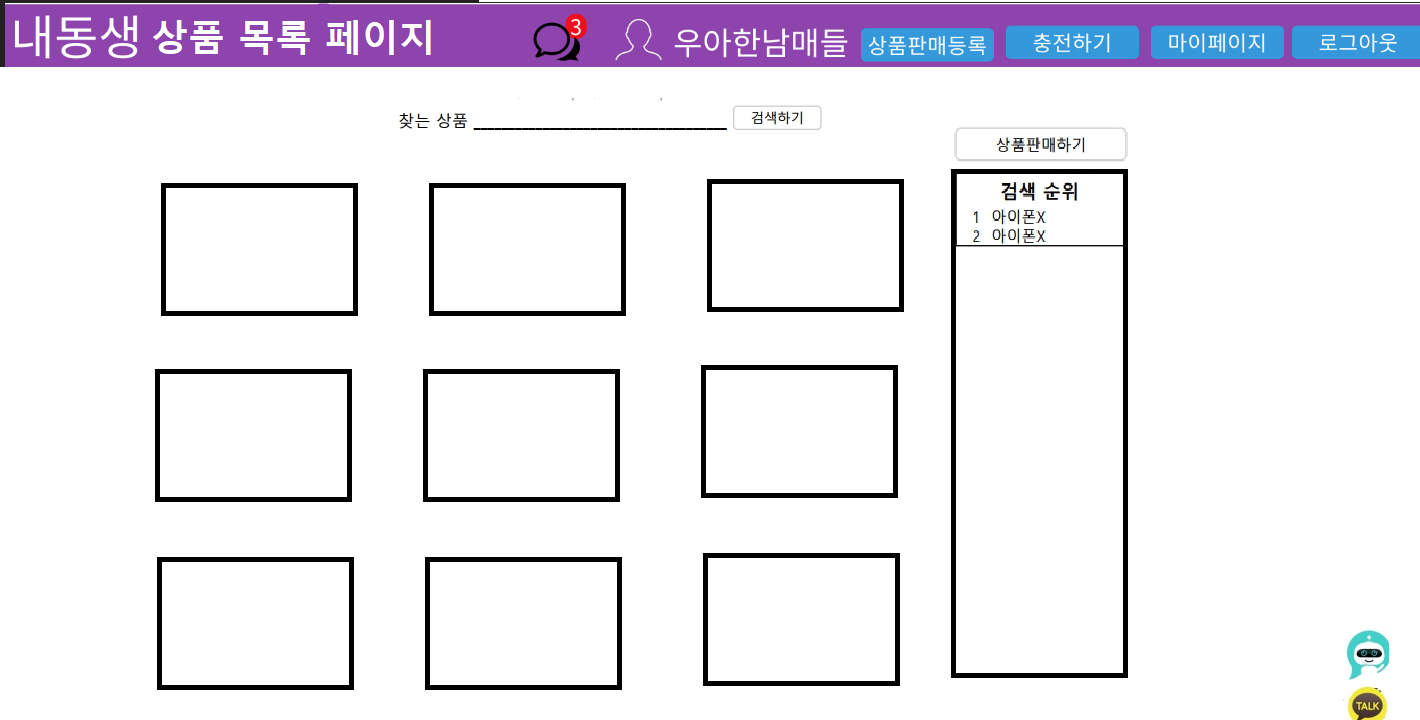 내동생 상품 목록 페이지
3
우아한남매들
상품판매등록
충전하기
마이페이지
로그아웃
찾는 상품
검색하기
상품판매하기
검색 순위
1 아이폰X
2 아이폰X
TALK